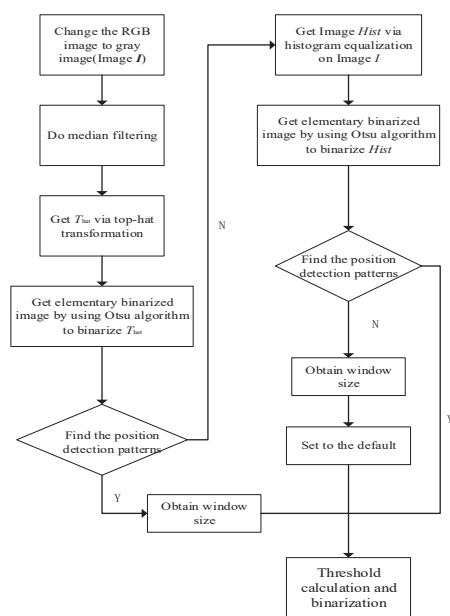 Change the RGB
image to gray
image(Image I)
Do median filtering
Get That via top-hat
transformation
Get elementary binarized
image by using Otsu algorithm
to binarize That
Find the position
detection patterns
Y
Obtain window
size
N
Get Image Hist via
histogram equalization
on Image I
Get elementary binarized
image by using Otsu algorithm
to binarize Hist
Find the position
detection patterns
N
Obtain window
size
Set to the default
Y
Threshold
calculation and
binarization